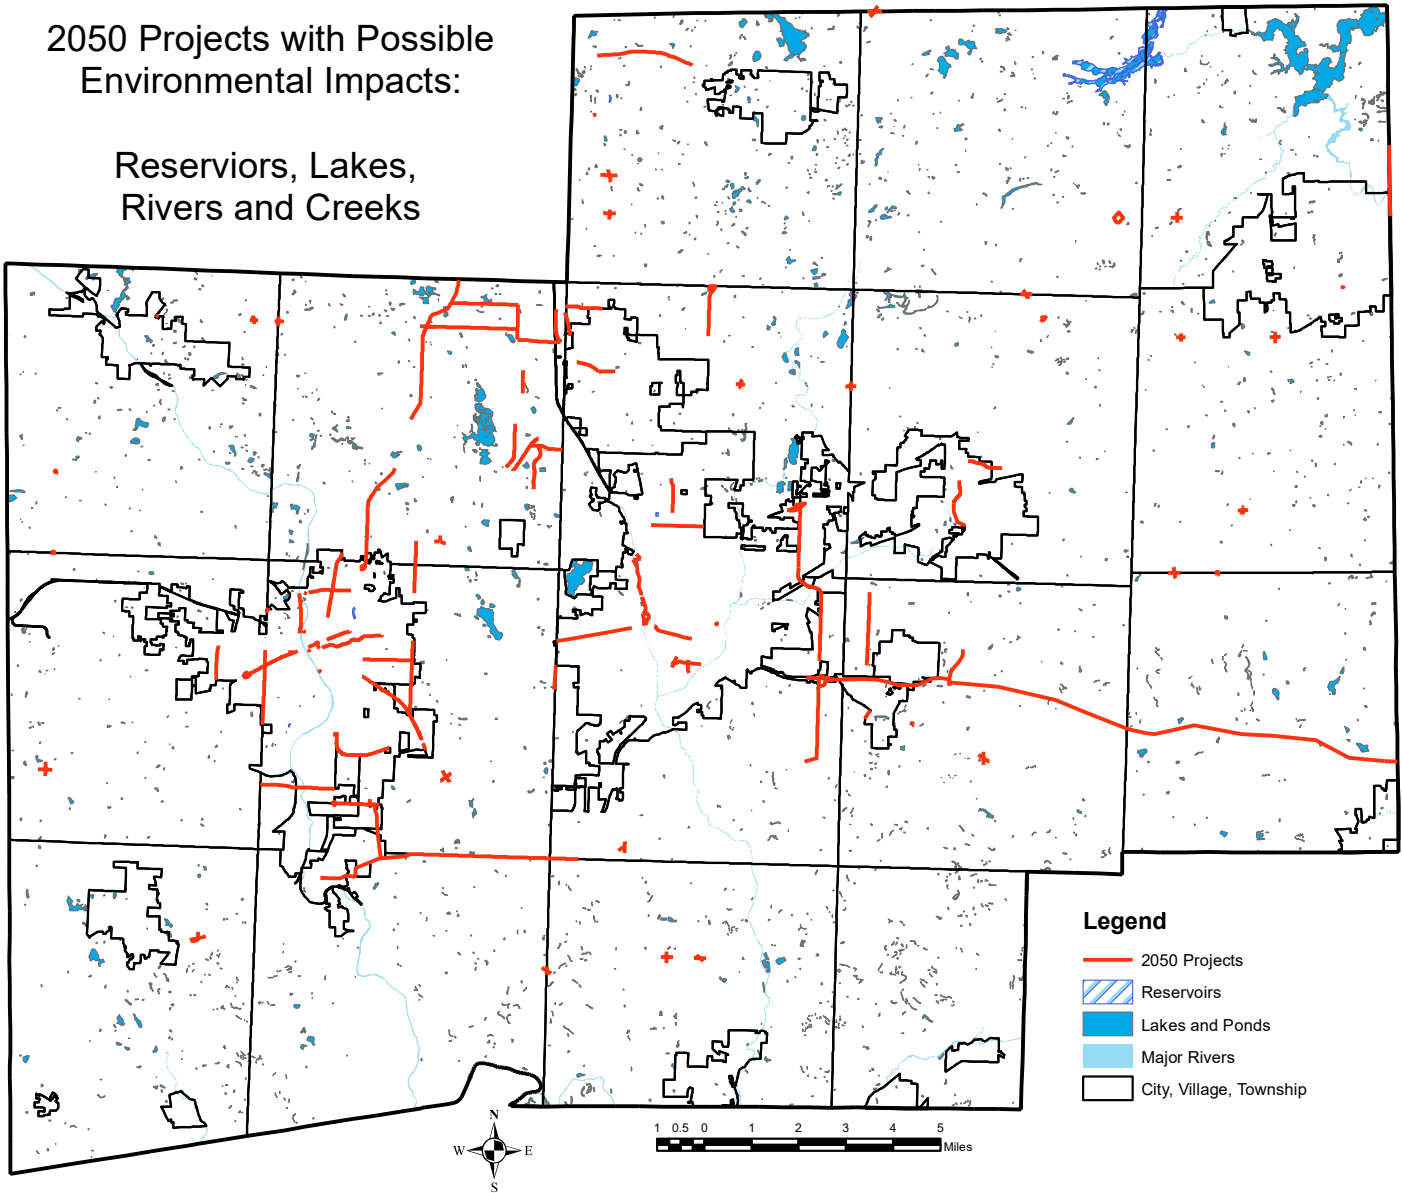 2050 Projects with Possible
Environmental Impacts:
Reserviors, Lakes,
Rivers and Creeks
Legend
2050 Projects
Reservoirs
Lakes and Ponds
Major Rivers
City, Village, Township
N
W E
S
1 0.5 0 1 2 3 4 5
Miles